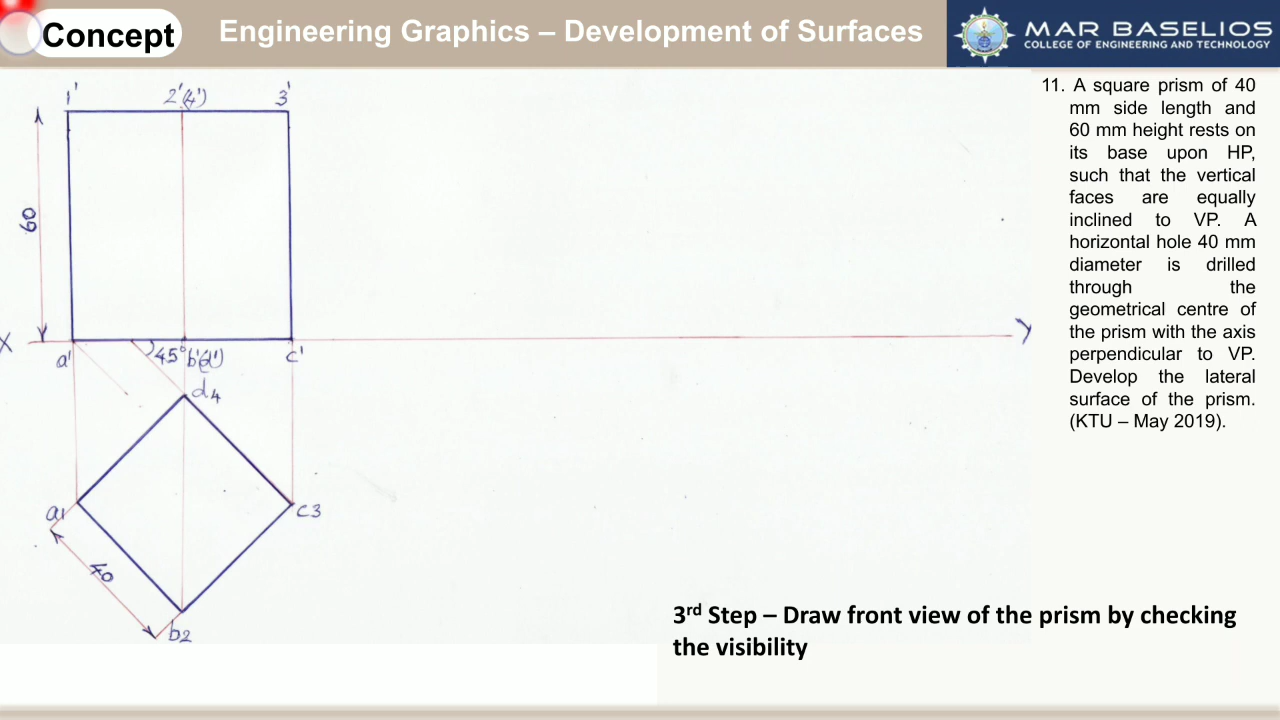 Concept
Engineering Graphics – Development of Surfaces
MAR BASELIOS
COLLEGE OF ENGINEERING AND TECHNOLOGY
1'
2'(4')
3'
60
X
Y
a'
45°
b'(d')
c'
d4
a1
c3
40
b2
11. A square prism of 40
mm side length and
60 mm height rests on
its base upon HP,
such that the vertical
faces are equally
inclined to VP. A
horizontal hole 40 mm
diameter is drilled
through the
geometrical centre of
the prism with the axis
perpendicular to VP.
Develop the lateral
surface of the prism.
(KTU – May 2019).
3rd Step – Draw front view of the prism by checking
the visibility